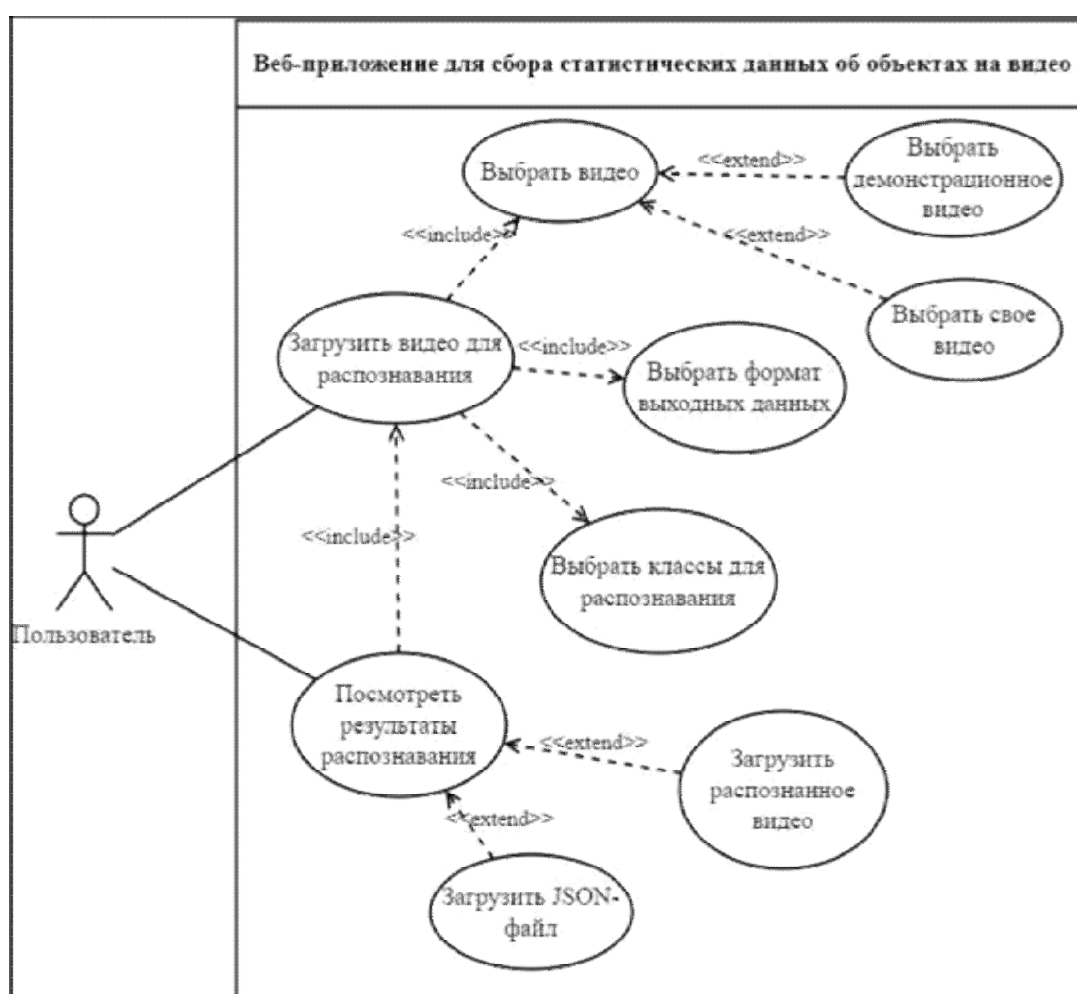 Веб-приложение для сбора статистических данных об объектах на видео
Выбрать видео
<<extend>>
Выбрать
демонстрационное
видео
<<include>>
<<extend>>
Выбрать свое
видео
Загрузить видео для
распознавания
<<include>>
Выбрать формат
выходных данных
<<include>>
<<include>>
Выбрать классы для
распознавания
Пользователь
Посмотреть
результаты
распознавания
<<extend>>
Загрузить
распознанное
видео
<<extend>>
Загрузить JSON-
файл